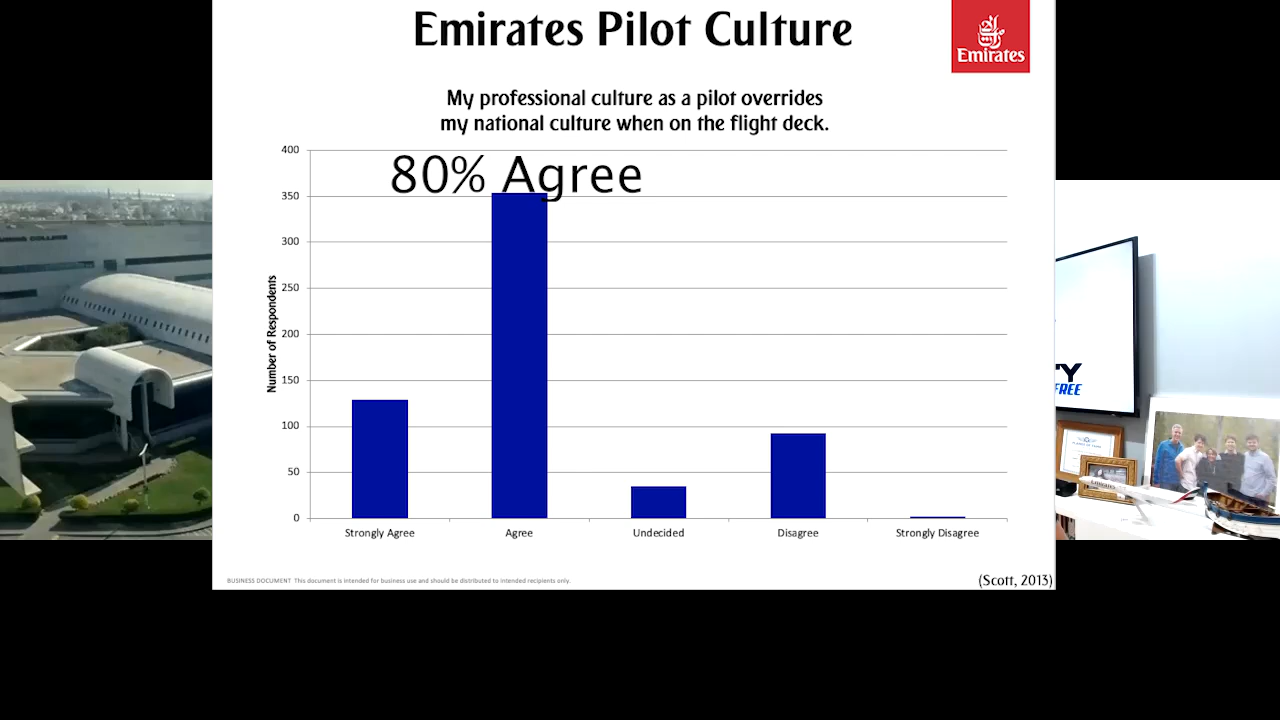 Emirates Pilot Culture
Emirates
My professional culture as a pilot overrides
my national culture when on the flight deck.
80% Agree
Number of Respondents
400
350
300
250
200
150
100
50
0
Strongly Agree
Agree
Undecided
Disagree
Strongly Disagree
BUSINESS DOCUMENT This document is intended for business use and should be distributed to intended recipients only.
(Scott, 2013)
TY
FREE
Emirates